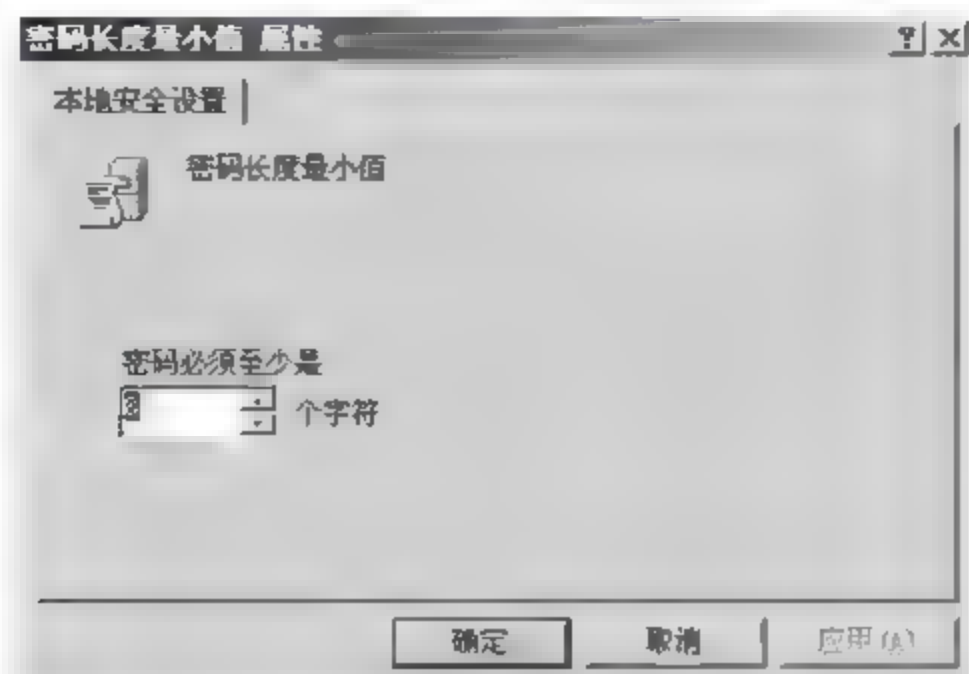 密码长度最小值 属性
本地安全设置
密码长度最小值
密码必须至少是
个字符
确定 取消 应用(A)